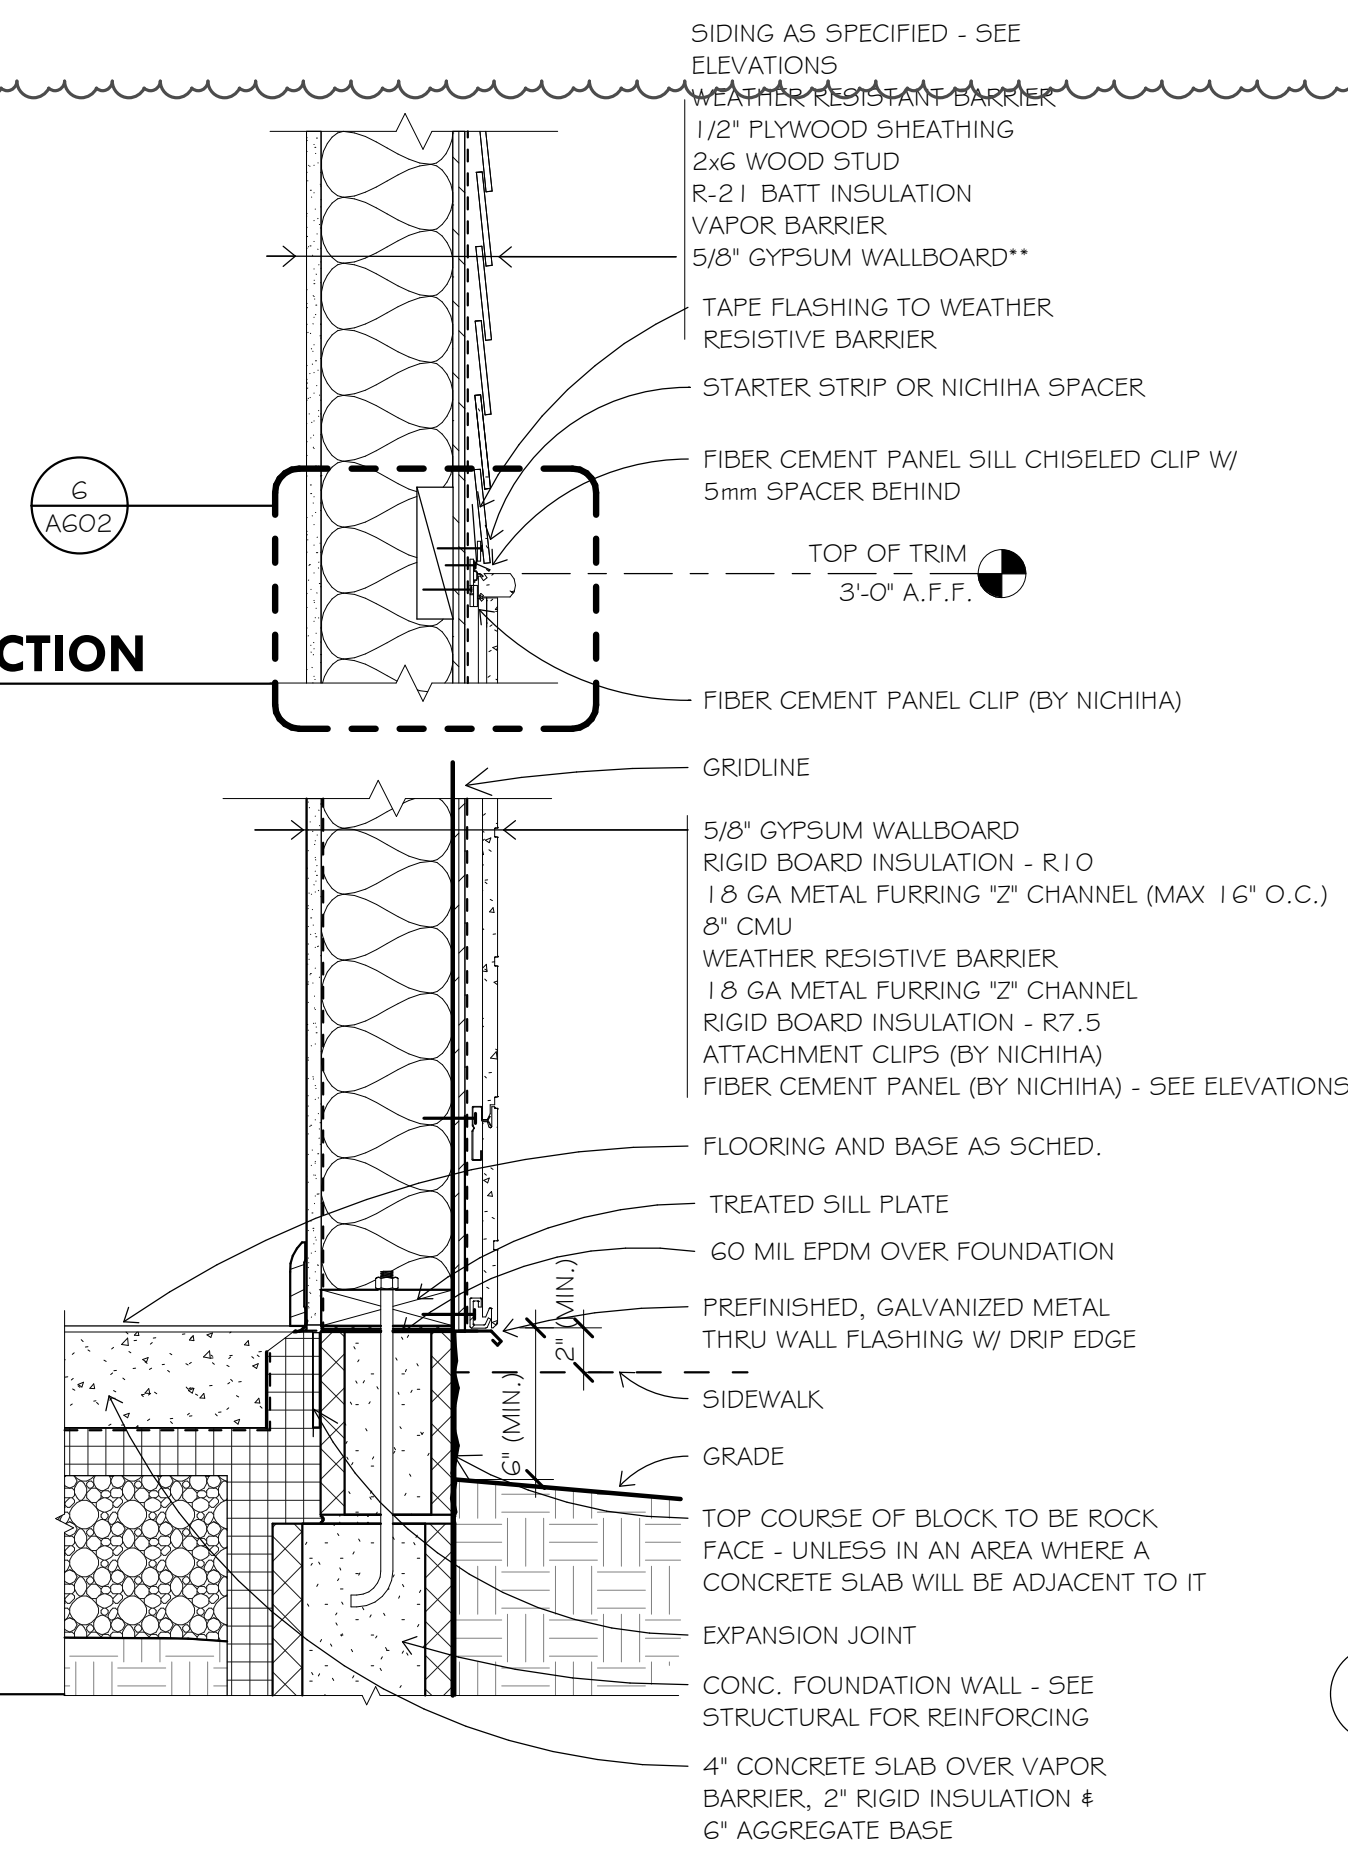 SIDING AS SPECIFIED - SEE
ELEVATIONS
WEATHER RESISTANT BARRIER
1/2" PLYWOOD SHEATHING
2x6 WOOD STUD
R-21 BATT INSULATION
VAPOR BARRIER
5/8" GYPSUM WALLBOARD**
TAPE FLASHING TO WEATHER
RESISTIVE BARRIER
STARTER STRIP OR NICHIHA SPACER
FIBER CEMENT PANEL SILL CHISELED CLIP W/
5mm SPACER BEHIND
6
A602
TOP OF TRIM
3'-0" A.F.F.
CTION
FIBER CEMENT PANEL CLIP (BY NICHIHA)
GRIDLINE
5/8" GYPSUM WALLBOARD
RIGID BOARD INSULATION - R10
18 GA METAL FURRING "Z" CHANNEL (MAX 16" O.C.)
8" CMU
WEATHER RESISTIVE BARRIER
18 GA METAL FURRING "Z" CHANNEL
RIGID BOARD INSULATION - R7.5
ATTACHMENT CLIPS (BY NICHIHA)
FIBER CEMENT PANEL (BY NICHIHA) - SEE ELEVATIONS
FLOORING AND BASE AS SCHED.
TREATED SILL PLATE
60 MIL EPDM OVER FOUNDATION
PREFINISHED, GALVANIZED METAL
THRU WALL FLASHING W/ DRIP EDGE
2" (MIN.)
6" (MIN.)
SIDEWALK
GRADE
TOP COURSE OF BLOCK TO BE ROCK
FACE - UNLESS IN AN AREA WHERE A
CONCRETE SLAB WILL BE ADJACENT TO IT
EXPANSION JOINT
CONC. FOUNDATION WALL - SEE
STRUCTURAL FOR REINFORCING
4" CONCRETE SLAB OVER VAPOR
BARRIER, 2" RIGID INSULATION &
6" AGGREGATE BASE